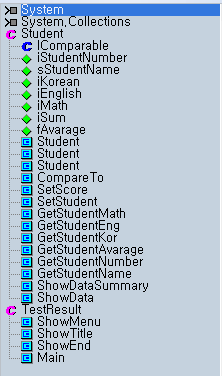 System
System.Collections
Student
IComparable
iStudentNumber
sStudentName
iKorean
iEnglish
iMath
iSum
fAvarage
Student
Student
Student
CompareTo
SetScore
SetStudent
GetStudentMath
GetStudentEng
GetStudentKor
GetStudentAvarage
GetStudentNumber
GetStudentName
ShowDataSummary
ShowData
TestResult
ShowMenu
ShowTitle
ShowEnd
Main